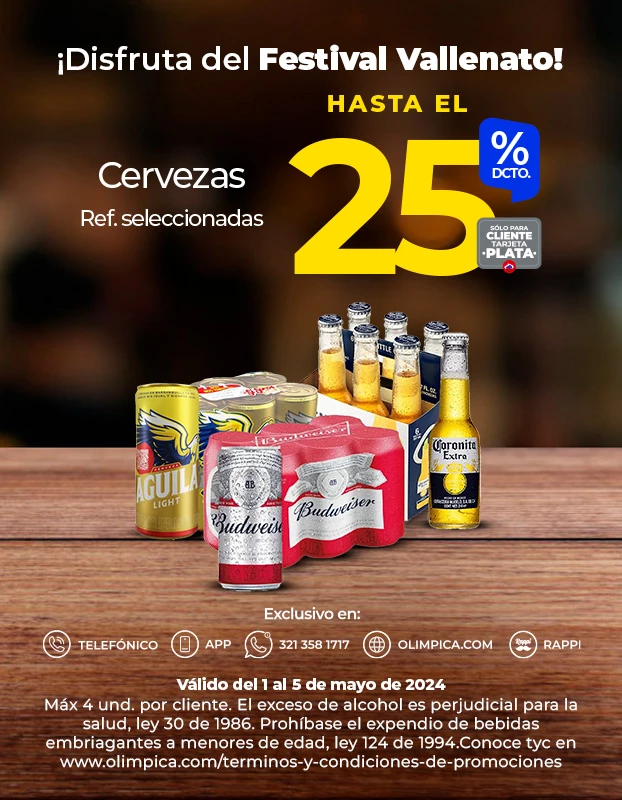 ¡Disfruta del Festival Vallenato!
HASTA EL
25
%
DCTO.
Cervezas
Ref. seleccionadas
SÓLO PARA
CLIENTE
TARJETA
•PLATA•
AGUILA
LIGHT
Budweiser
Budweiser
Budweiser
Coronita
Extra
Exclusivo en:
TELEFÓNICO APP 321 358 1717 OLIMPICA.COM Rappi RAPPI
Válido del 1 al 5 de mayo de 2024
Máx 4 und. por cliente. El exceso de alcohol es perjudicial para la
salud, ley 30 de 1986. Prohíbase el expendio de bebidas
embriagantes a menores de edad, ley 124 de 1994.Conoce tyc en
www.olimpica.com/terminos-y-condiciones-de-promociones